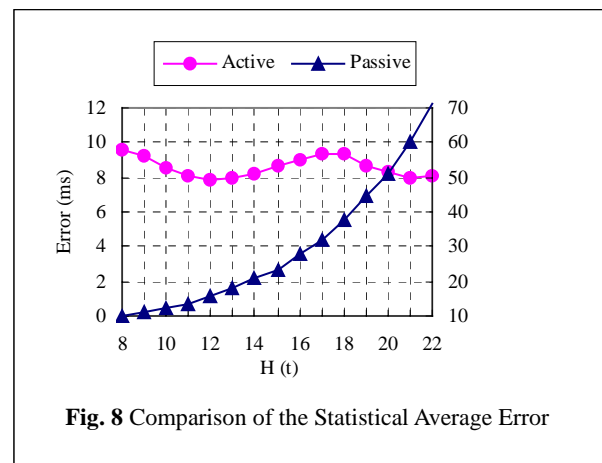 Active Passive
12 70
10 60
8 50
6 40
4 30
2 20
0 10
Error (ms)
8 10 12 14 16 18 20 22
H (t)
Fig. 8 Comparison of the Statistical Average Error